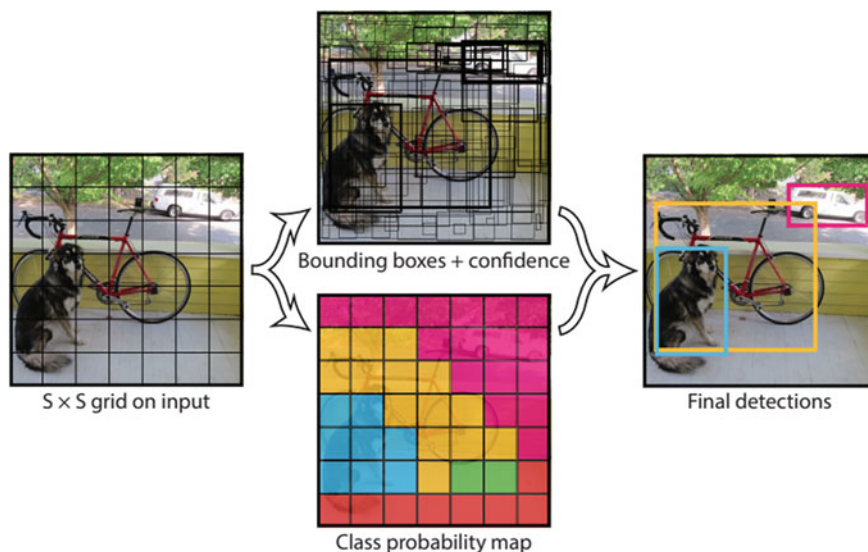 S × S grid on input
Bounding boxes + confidence
Class probability map
Final detections